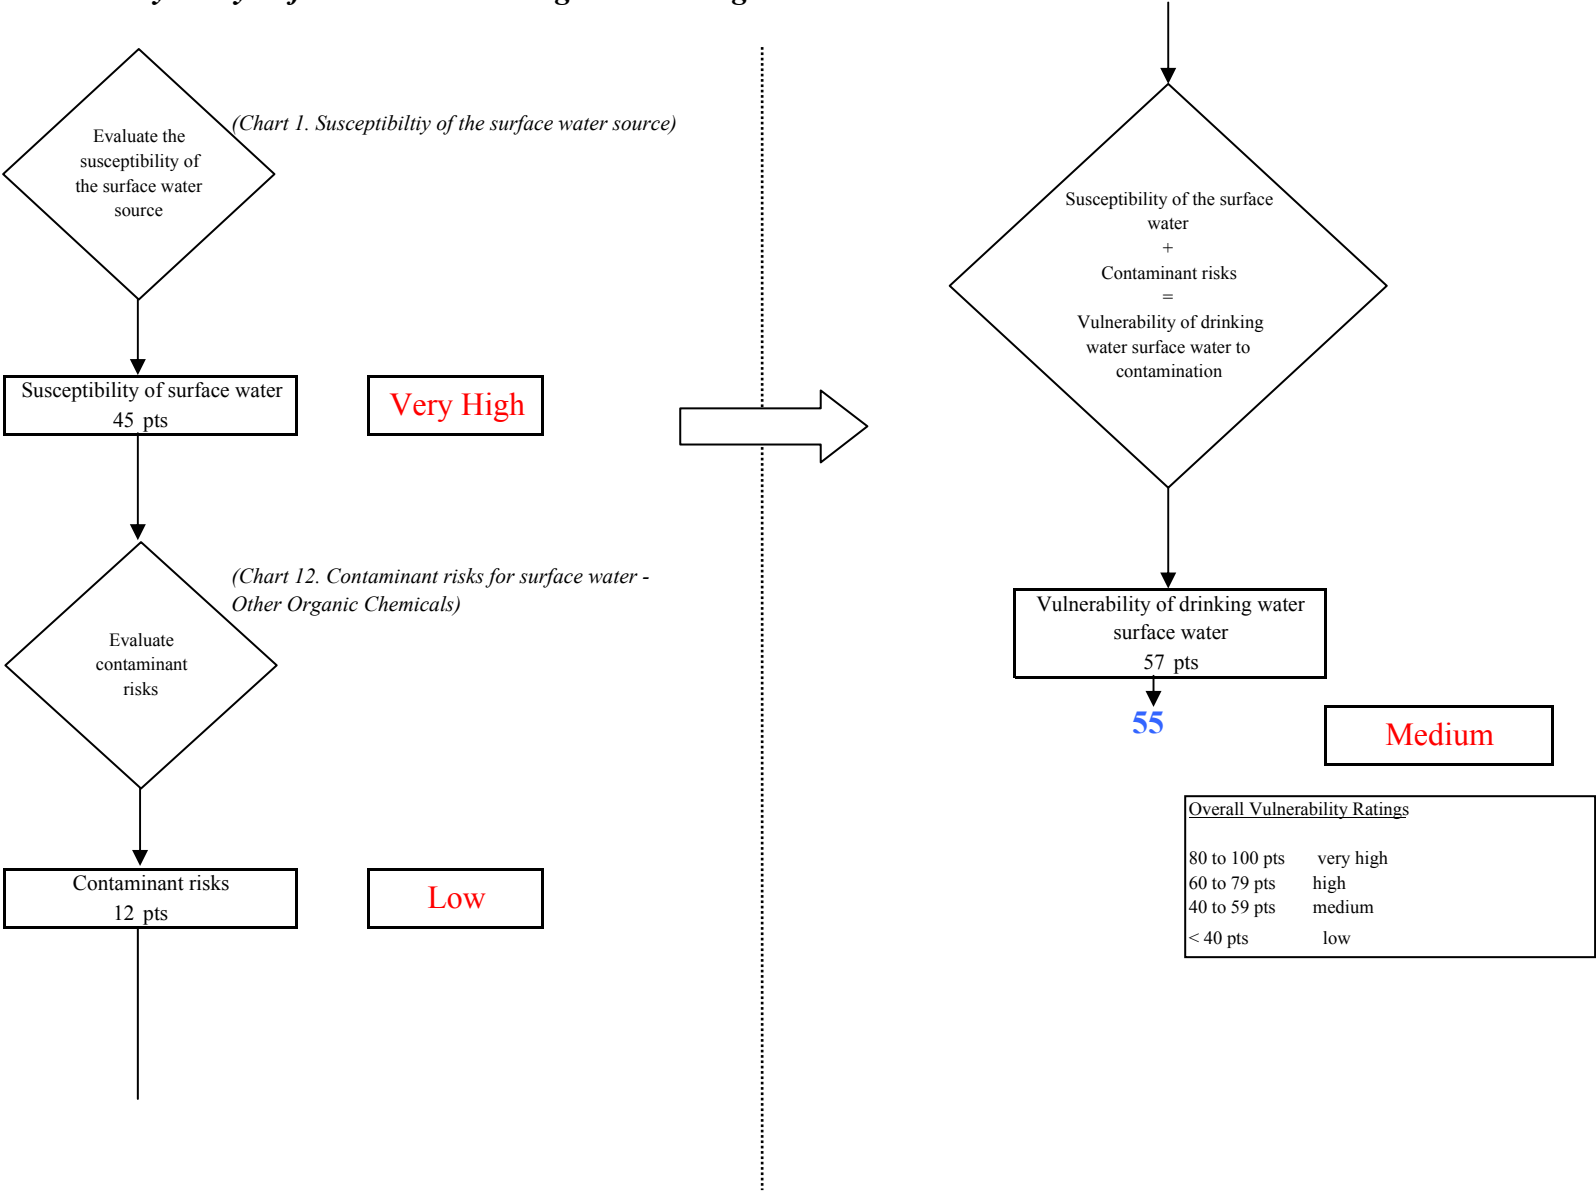 (Chart 1. Susceptibiltiy of the surface water source)
Evaluate the
susceptibility of
the surface water
source
Susceptibility of surface water
45 pts
Very High
(Chart 12. Contaminant risks for surface water -
Other Organic Chemicals)
Evaluate
contaminant
risks
Contaminant risks
12 pts
Low
Susceptibility of the surface
water
+
Contaminant risks
=
Vulnerability of drinking
water surface water to
contamination
Vulnerability of drinking water
surface water
57 pts
55
Medium
Overall Vulnerability Ratings
80 to 100 pts very high
60 to 79 pts high
40 to 59 pts medium
< 40 pts low